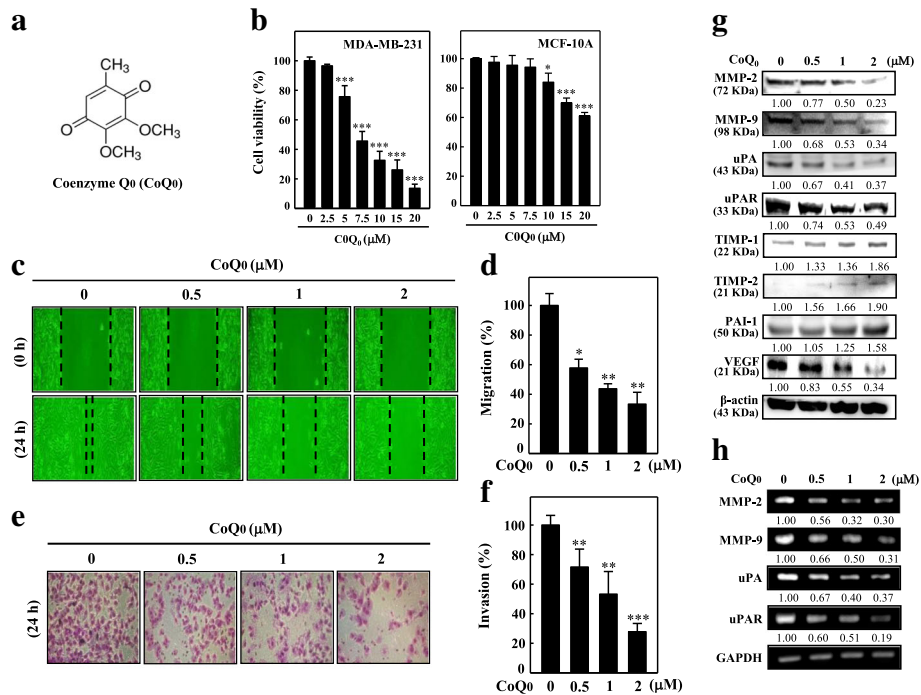 a
CH₃
O
O
OCH₃
OCH₃
Coenzyme Q0 (CoQ0)
b
Cell viability (%)
100
80
60
40
20
0
MDA-MB-231
***
***
***
***
***
0 2.5 5 7.5 10 15 20
C0Q₀(µM)
MCF-10A
*
***
***
0 2.5 5 7.5 10 15 20
C0Q0 (µM)
c
CoQ0 (µM)
0 0.5 1 2
(0 h)
(24 h)
d
Migration (%)
100
80
60
40
20
0
*
**
**
CoQ0 0 0.5 1 2 (µM)
e
CoQ0 (µM)
0 0.5 1 2
(24 h)
f
Invasion (%)
100
80
60
40
20
0
**
**
***
CoQ0 0 0.5 1 2 (µM)
g
CoQ₀ 0 0.5 1 2 (µM)
MMP-2
(72 KDa)
1.00 0.77 0.50 0.23
MMP-9
(98 KDa)
1.00 0.68 0.53 0.34
uPA
(43 KDa)
1.00 0.67 0.41 0.37
uPAR
(33 KDa)
1.00 0.74 0.53 0.49
TIMP-1
(22 KDa)
1.00 1.33 1.36 1.86
TIMP-2
(21 KDa)
1.00 1.56 1.66 1.90
PAI-1
(50 KDa)
1.00 1.05 1.25 1.58
VEGF
(21 KDa)
1.00 0.83 0.55 0.34
β-actin
(43 KDa)
h
CoQ0 0 0.5 1 2 (µM)
MMP-2
1.00 0.56 0.32 0.30
MMP-9
1.00 0.66 0.50 0.31
uPA
1.00 0.67 0.40 0.37
uPAR
1.00 0.60 0.51 0.19
GAPDH